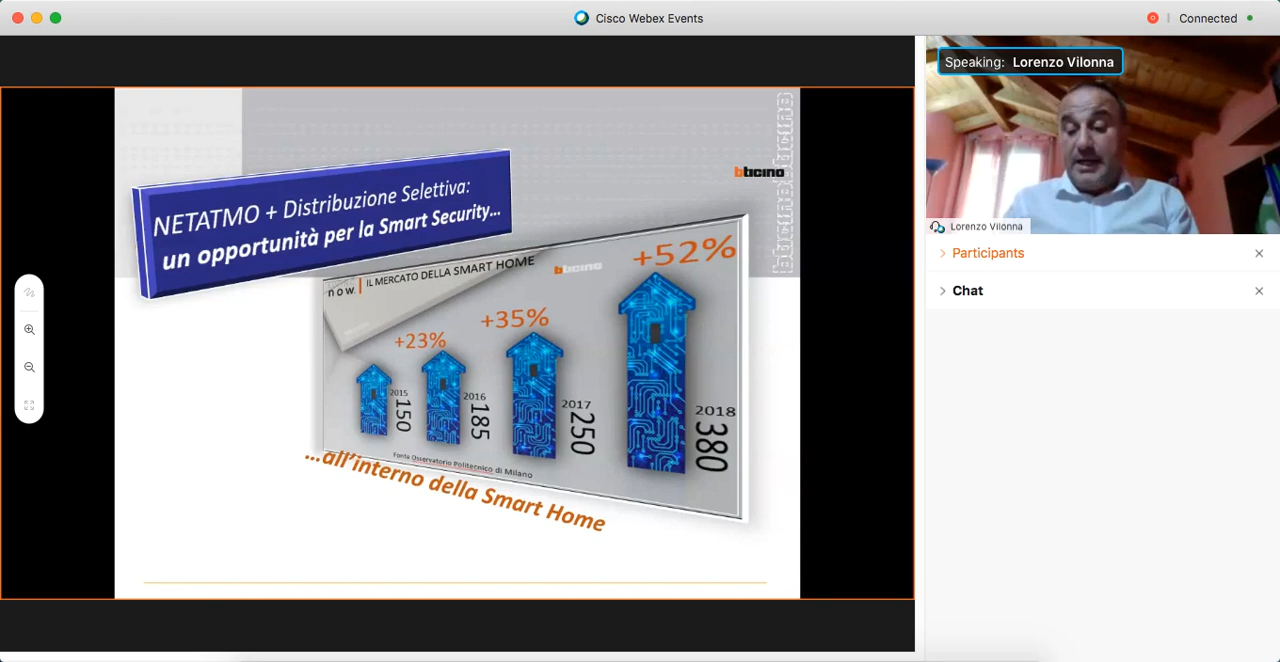 Cisco Webex Events
Connected
Speaking: Lorenzo Vilonna
Lorenzo Vilonna
Participants
Chat
bticino
NETATMO + Distribuzione Selettiva:
un opportunità per la Smart Security...
now
IL MERCATO DELLA SMART HOME
bticino
+23%
+35%
+52%
2015
150
2016
185
2017
250
2018
380
Fonte Osservatorio Politecnico di Milano
...all'interno della Smart Home